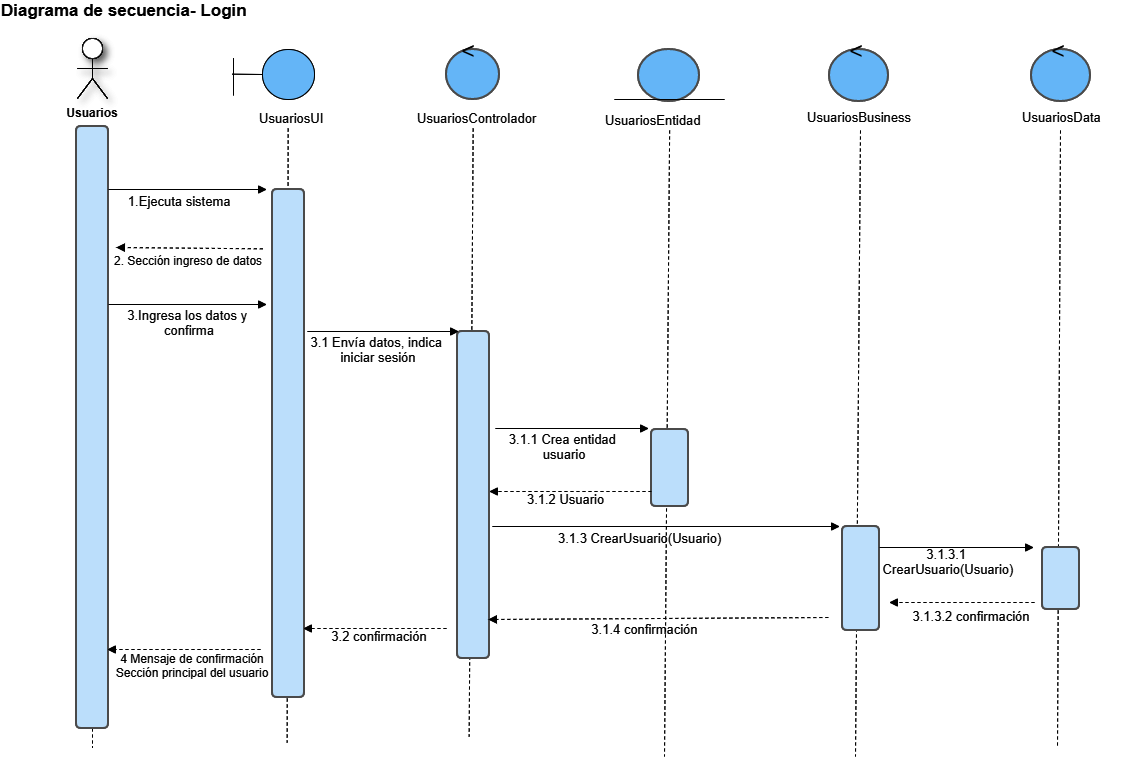 Diagrama de secuencia- Login
Usuarios
UsuariosUI
UsuariosControlador
UsuariosEntidad
UsuariosBusiness
UsuariosData
1.Ejecuta sistema
2. Sección ingreso de datos
3.Ingresa los datos y
confirma
3.1 Envía datos, indica
iniciar sesión
3.1.1 Crea entidad
usuario
3.1.2 Usuario
3.1.3 CrearUsuario(Usuario)
3.1.3.1
CrearUsuario(Usuario)
3.1.3.2 confirmación
3.1.4 confirmación
3.2 confirmación
4 Mensaje de confirmación
Sección principal del usuario